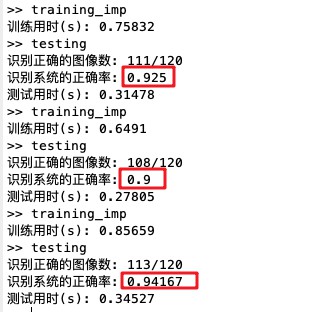 >> training_imp
训练用时(s): 0.75832
>> testing
识别正确的图像数: 111/120
识别系统的正确率: 0.925
测试用时(s): 0.31478
>> training_imp
训练用时(s): 0.6491
>> testing
识别正确的图像数: 108/120
识别系统的正确率: 0.9
测试用时(s): 0.27805
>> training_imp
训练用时(s): 0.85659
>> testing
识别正确的图像数: 113/120
识别系统的正确率: 0.94167
测试用时(s): 0.34527